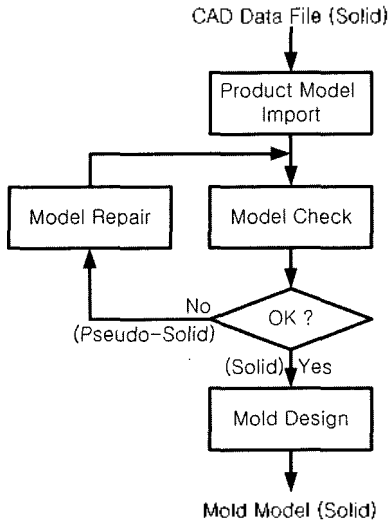 CAD Data File (Solid)
Product Model
Import
Model Repair
Model Check
No
OK ?
(Pseudo-Solid)
(Solid) Yes
Mold Design
Mold Model (Solid)